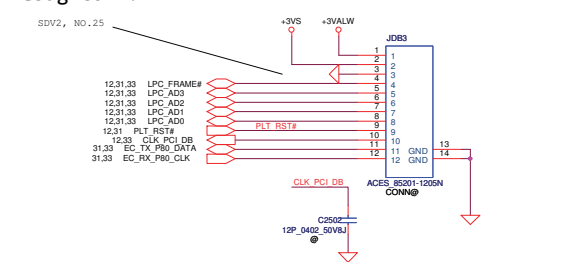 SDV2, NO.25
+3VS +3VALW
JDB3
1 1
2 2
3 3
12,31,33 LPC_FRAME# 4 4
12,31,33 LPC_AD3 5 5
12,31,33 LPC_AD2 6 6
12,31,33 LPC_AD1 7 7
12,31,33 LPC_AD0 8 8
12,31 PLT_RST# PLT_RST# 9 9
12,33 CLK_PCI_DB 10 10
31,33 EC_TX_P80_DATA 11 11 GND 13
31,33 EC_RX_P80_CLK 12 12 GND 14
CLK_PCI_DB
ACES_85201-1205N
CONN@
C2502
12P_0402_50V8J
@